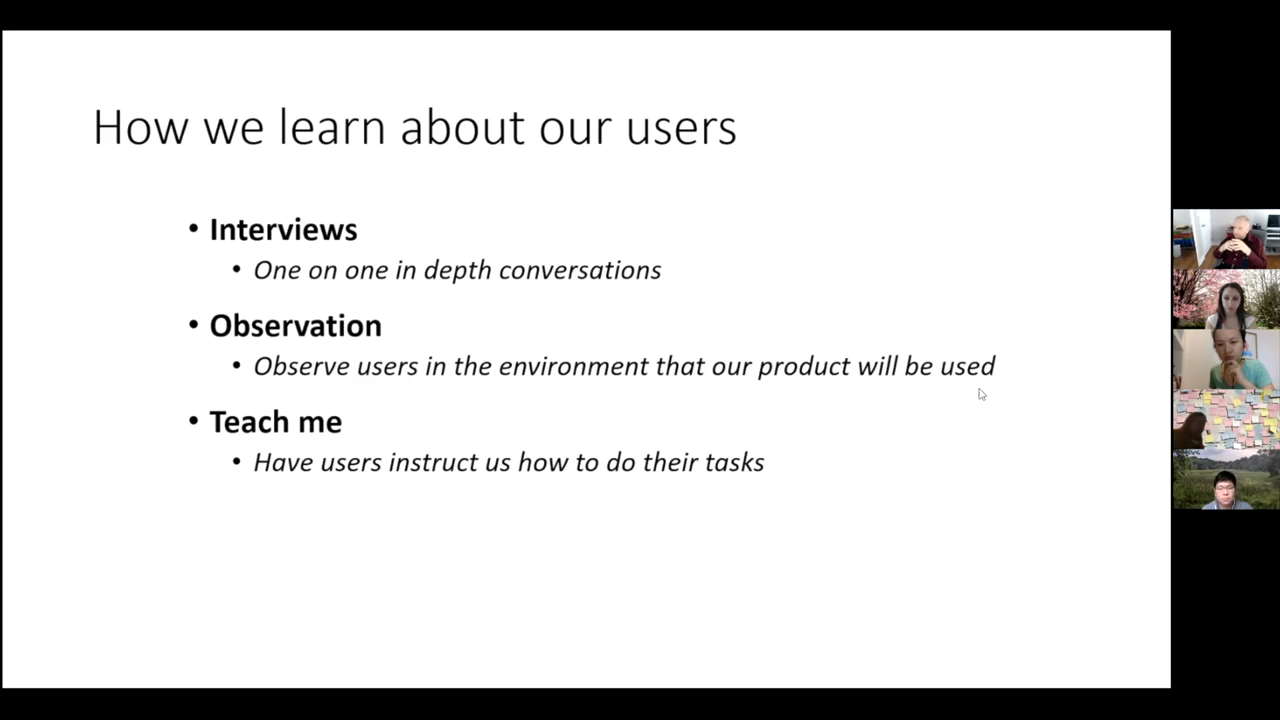 How we learn about our users
• Interviews
• One on one in depth conversations
• Observation
• Observe users in the environment that our product will be used
• Teach me
• Have users instruct us how to do their tasks